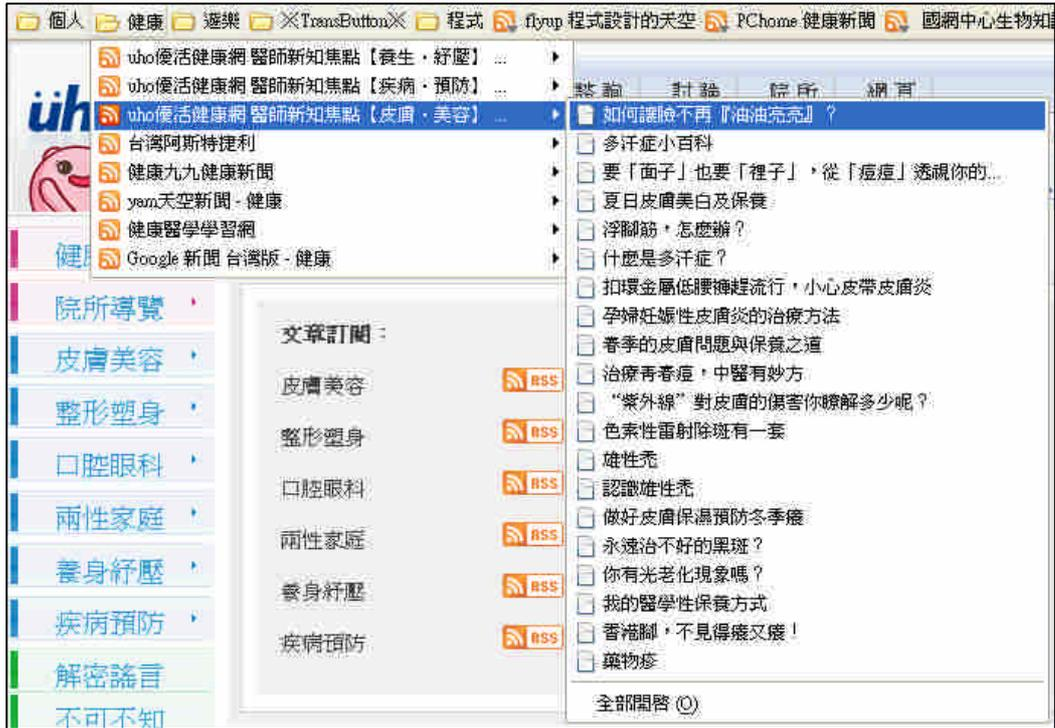 個人 健康 遊樂 ※TransButton※ 程式 flyup 程式設計的天空 PChome 健康新聞 國網中心生物知
uho優活健康網 醫師新知焦點【養生・紓壓】 ...
uho優活健康網 醫師新知焦點【疾病・預防】 ...
uho優活健康網 醫師新知焦點【皮膚・美容】 ...
台灣阿斯特捷利
健康九九健康新聞
yam天空新聞 - 健康
健康醫學學習網
Google 新聞 台灣版 - 健康
如何讓臉不再『油油亮亮』？
多汗症小百科
要「面子」也要「裡子」，從「痘痘」透視你的...
夏日皮膚美白及保養
浮腳筋，怎麼辦？
什麼是多汗症？
扣環金屬低腰褲趕流行，小心皮帶皮膚炎
孕婦妊娠性皮膚炎的治療方法
春季的皮膚問題與保養之道
治療青春痘，中醫有妙方
“紫外線”對皮膚的傷害你瞭解多少呢？
色素性雷射除斑有一套
雄性禿
認識雄性禿
做好皮膚保濕預防冬季癢
永遠治不好的黑斑？
你有光老化現象嗎？
我的醫學性保養方式
香港腳，不見得癢又癢！
藥物疹
全部開啓 (O)
uh
討論 院所 網頁
健
院所導覽
皮膚美容
整形塑身
口腔眼科
兩性家庭
養身紓壓
疾病預防
解密謠言
不可不知
文章訂閱：
皮膚美容 RSS
整形塑身 RSS
口腔眼科 RSS
兩性家庭 RSS
養身紓壓 RSS
疾病預防 RSS